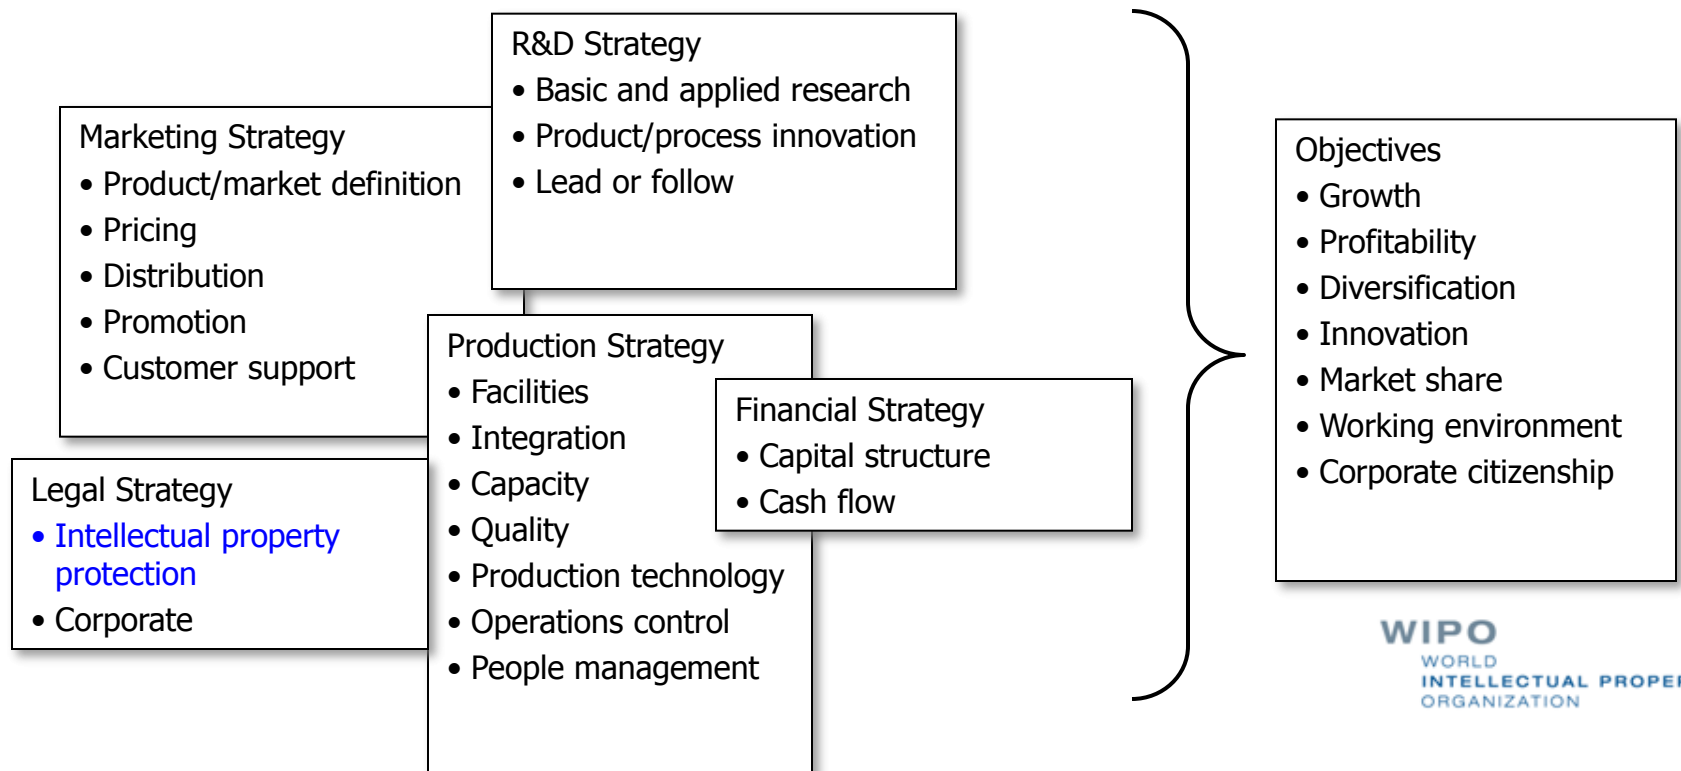 R&D Strategy
• Basic and applied research
• Product/process innovation
• Lead or follow
Marketing Strategy
• Product/market definition
• Pricing
• Distribution
• Promotion
• Customer support
Production Strategy
• Facilities
• Integration
• Capacity
• Quality
• Production technology
• Operations control
• People management
Financial Strategy
• Capital structure
• Cash flow
Legal Strategy
• Intellectual property
protection
• Corporate
Objectives
• Growth
• Profitability
• Diversification
• Innovation
• Market share
• Working environment
• Corporate citizenship
WIPO
WORLD
INTELLECTUAL PROPER
ORGANIZATION